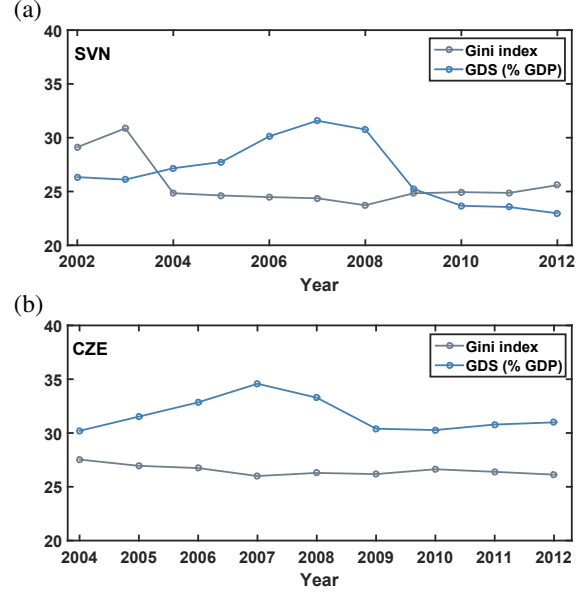 (a)
40
SVN
Gini index
GDS (% GDP)
35
30
25
20
2002 2004 2006 2008 2010 2012
Year
(b)
40
CZE
Gini index
GDS (% GDP)
35
30
25
20
2004 2005 2006 2007 2008 2009 2010 2011 2012
Year